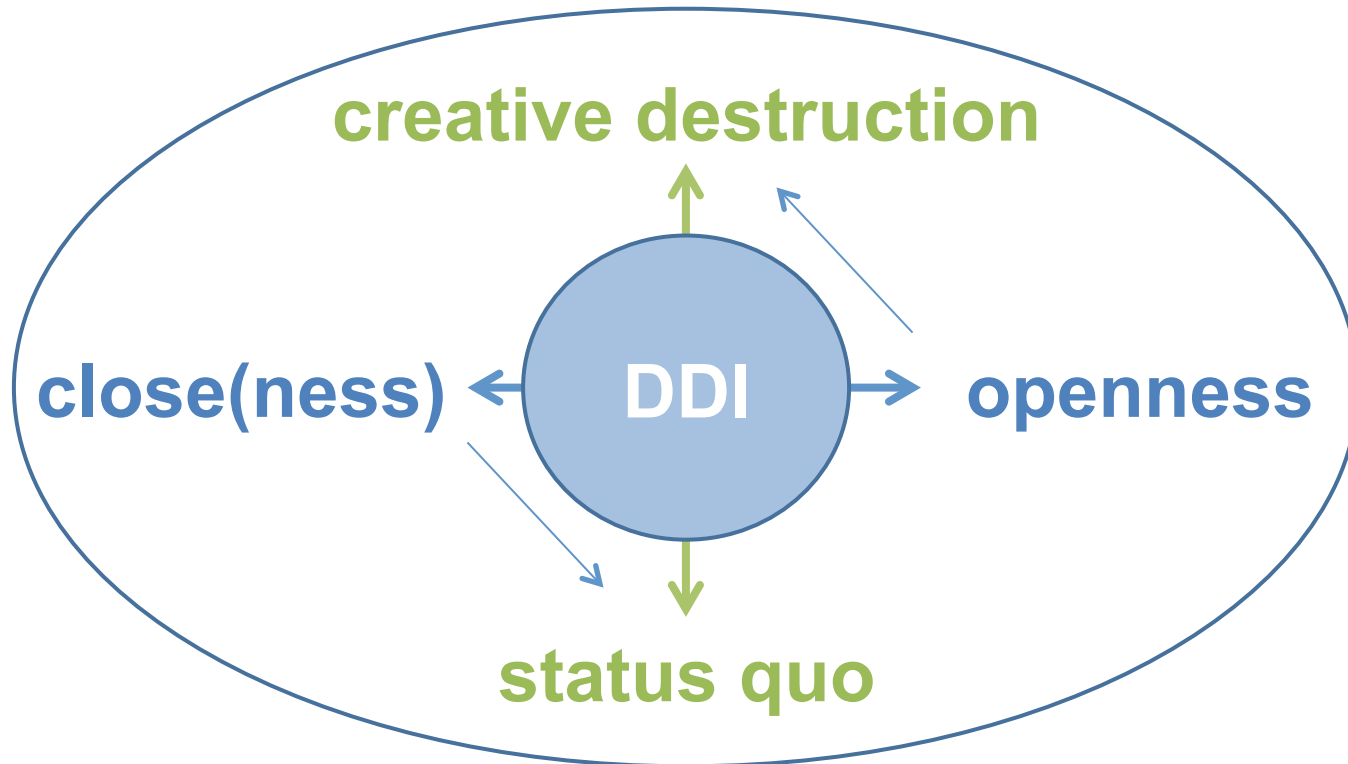 creative destruction
close(ness)
DDI
openness
status quo